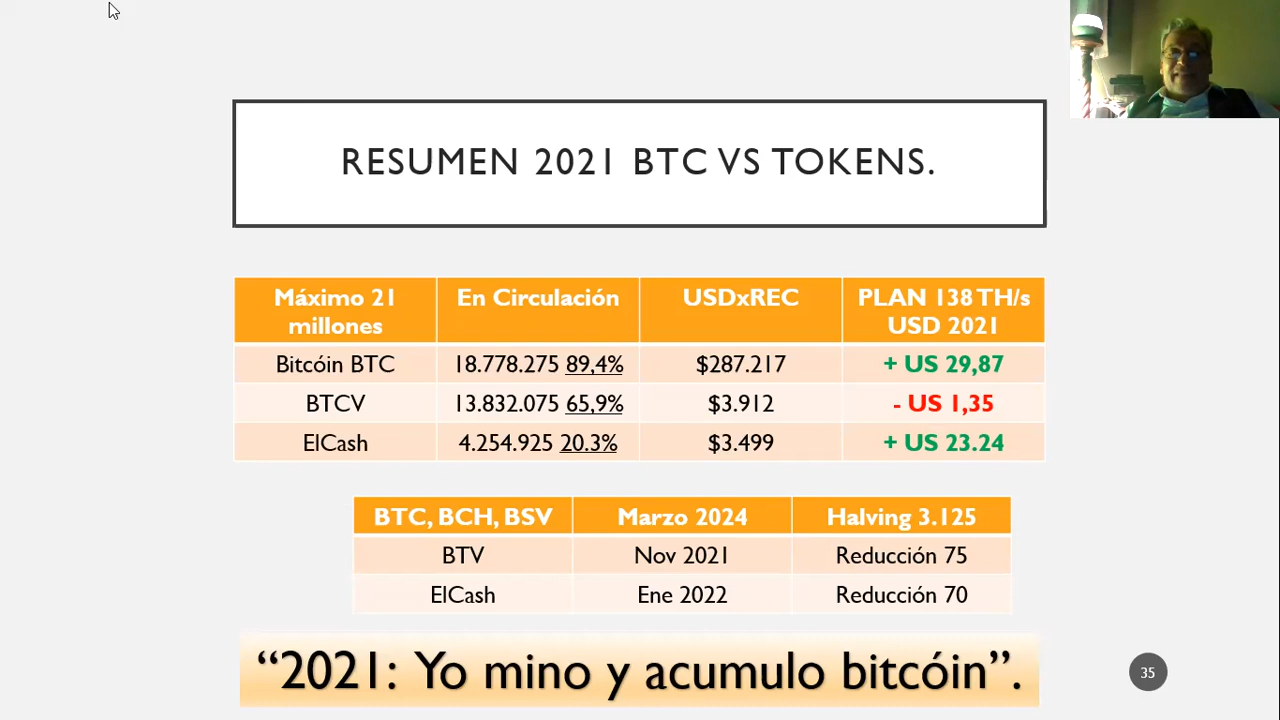 RESUMEN 2021 BTC VS TOKENS.
Máximo 21 millones En Circulación USDxREC PLAN 138 TH/s USD 2021
Bitcóin BTC 18.778.275 89,4% $287.217 + US 29,87
BTCV 13.832.075 65,9% $3.912 - US 1,35
ElCash 4.254.925 20.3% $3.499 + US 23.24
BTC, BCH, BSV Marzo 2024 Halving 3.125
BTV Nov 2021 Reducción 75
ElCash Ene 2022 Reducción 70
“2021: Yo mino y acumulo bitcóin”.
35